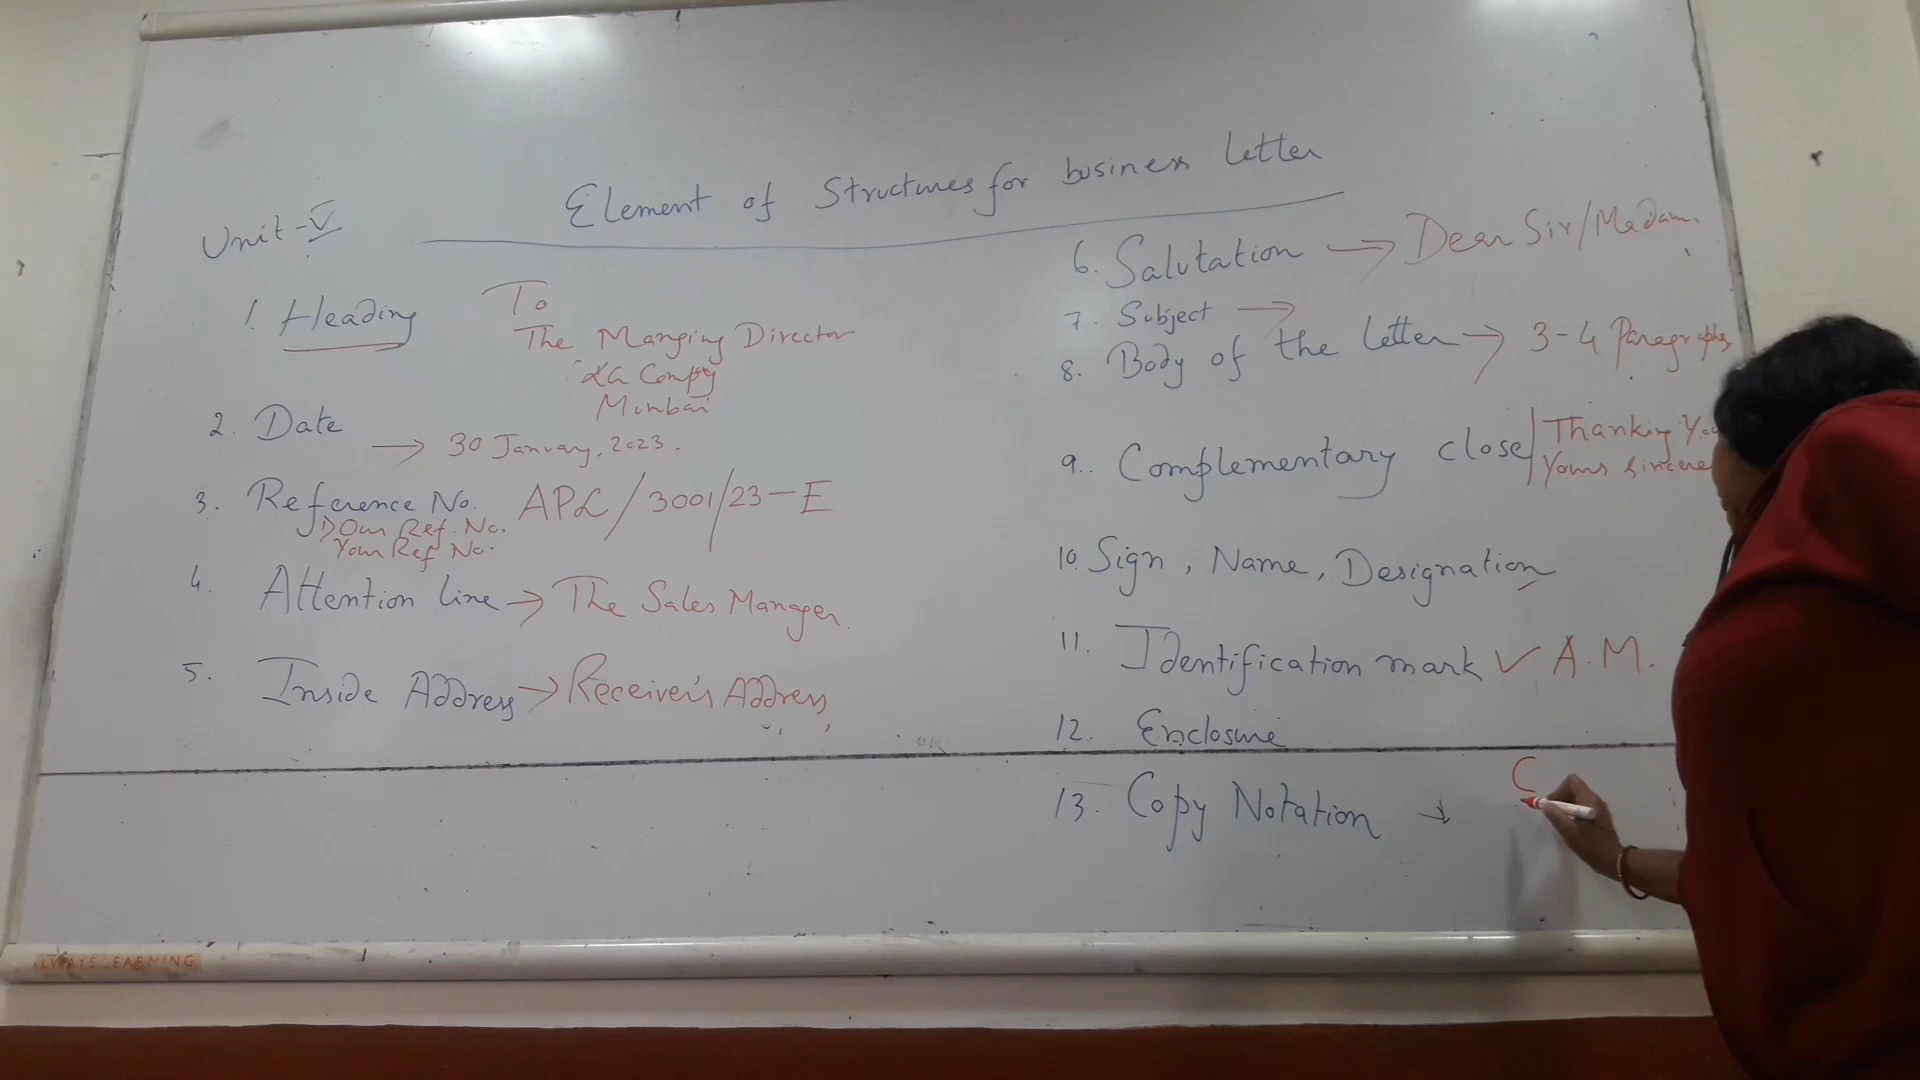 Unit-V
Element of Structures for business letter
1. Heading
To
The Manging Director
Mumbai
2. Date
→ 30 January, 2023.
3. Reference No. APL/3001/23-E
1) Our Ref. No.
Your Ref No.
4. Attention line → The Sales Manager.
5. Inside Address → Receiver's Address
6. Salutation → Dear Sir/Madam.
7. Subject →
8. Body of the letter → 3-4 Paragraphs
9. Complementary close/ Thanking
Yours
10. Sign, Name, Designation
11. Identification mark ✓ A.M.
12. Enclosure
13. Copy Notation → C
ALWAYS LEARNING